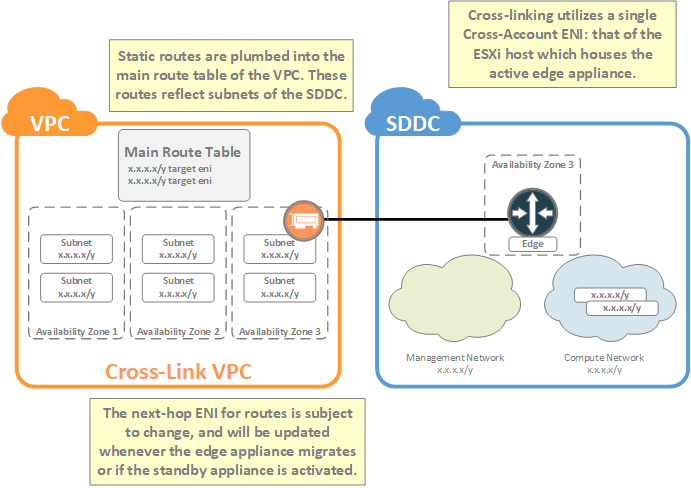 Static routes are plumbed into the
main route table of the VPC. These
routes reflect subnets of the SDDC.
Cross-linking utilizes a single
Cross-Account ENI: that of the
ESXi host which houses the
active edge appliance.
VPC
Main Route Table
x.x.x.x/y target eni
x.x.x.x/y target eni
Subnet
x.x.x.x/y
Subnet
x.x.x.x/y
Availability Zone 1
Subnet
x.x.x.x/y
Subnet
x.x.x.x/y
Availability Zone 2
Subnet
x.x.x.x/y
Subnet
x.x.x.x/y
Availability Zone 3
Cross-Link VPC
SDDC
Availability Zone 3
Edge
Management Network
x.x.x.x/y
x.x.x.x/y
x.x.x.x/y
Compute Network
x.x.x.x/y
The next-hop ENI for routes is subject
to change, and will be updated
whenever the edge appliance migrates
or if the standby appliance is activated.